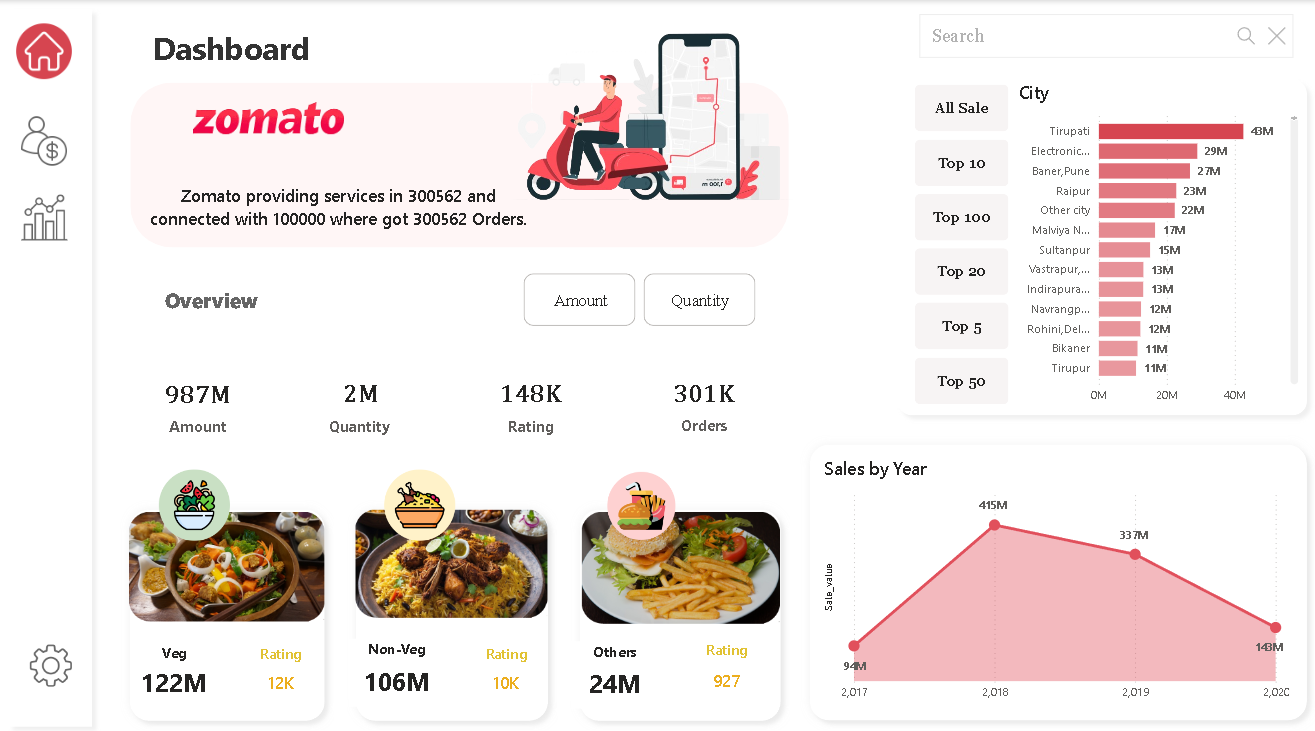 Dashboard
zomato
Zomato providing services in 300562 and
connected with 100000 where got 300562 Orders.
Overview
Amount
Quantity
987M
Amount
2M
Quantity
148K
Rating
301K
Orders
Veg
122M
Rating
12K
Non-Veg
106M
Rating
10K
Others
24M
Rating
927
Search
All Sale
Top 10
Top 100
Top 20
Top 5
Top 50
City
Tirupati 43M
Electronic... 29M
Baner,Pune 27M
Raipur 23M
Other city 22M
Malviya N... 17M
Sultanpur 15M
Vastrapur,... 13M
Indirapura... 13M
Navrangp... 12M
Rohini,Del... 12M
Bikaner 11M
Tirupur 11M
0M 20M 40M
Sales by Year
Sale_value
415M
337M
143M
94M
2,017 2,018 2,019 2,020